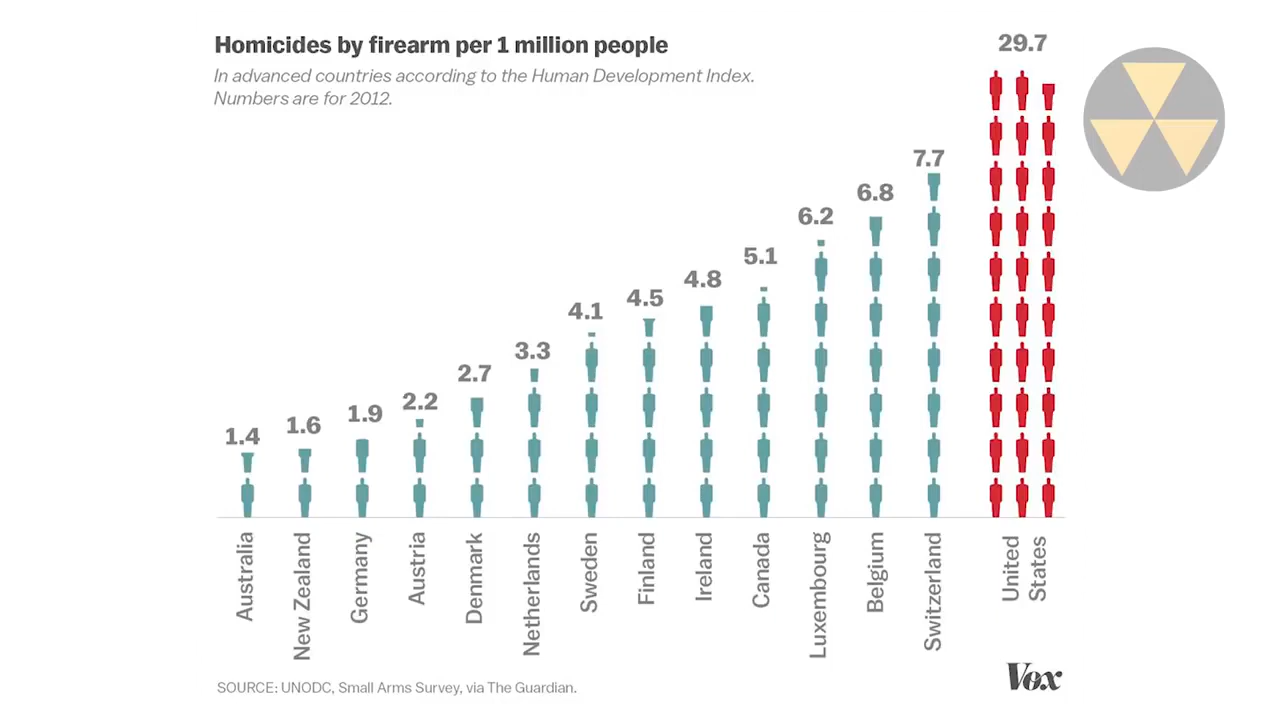 Homicides by firearm per 1 million people
In advanced countries according to the Human Development Index.
Numbers are for 2012.
29.7
7.7
6.8
6.2
5.1
4.8
4.5
4.1
3.3
2.7
2.2
1.9
1.6
1.4
Australia
New Zealand
Germany
Austria
Denmark
Netherlands
Sweden
Finland
Ireland
Canada
Luxembourg
Belgium
Switzerland
United
States
SOURCE: UNODC, Small Arms Survey, via The Guardian.
Vox